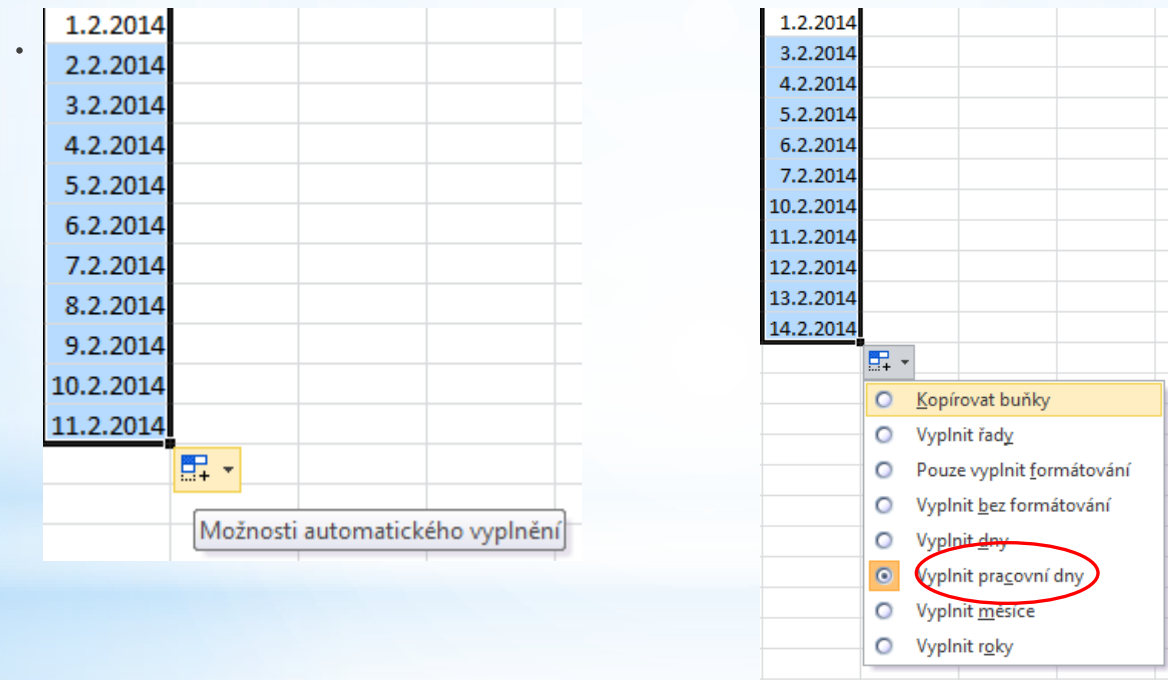 1.2.2014
2.2.2014
3.2.2014
4.2.2014
5.2.2014
6.2.2014
7.2.2014
8.2.2014
9.2.2014
10.2.2014
11.2.2014
Možnosti automatického vyplnění
1.2.2014
3.2.2014
4.2.2014
5.2.2014
6.2.2014
7.2.2014
10.2.2014
11.2.2014
12.2.2014
13.2.2014
14.2.2014
Kopírovat buňky
Vyplnit řady
Pouze vyplnit formátování
Vyplnit bez formátování
Vyplnit dny
Vyplnit pracovní dny
Vyplnit měsíce
Vyplnit roky